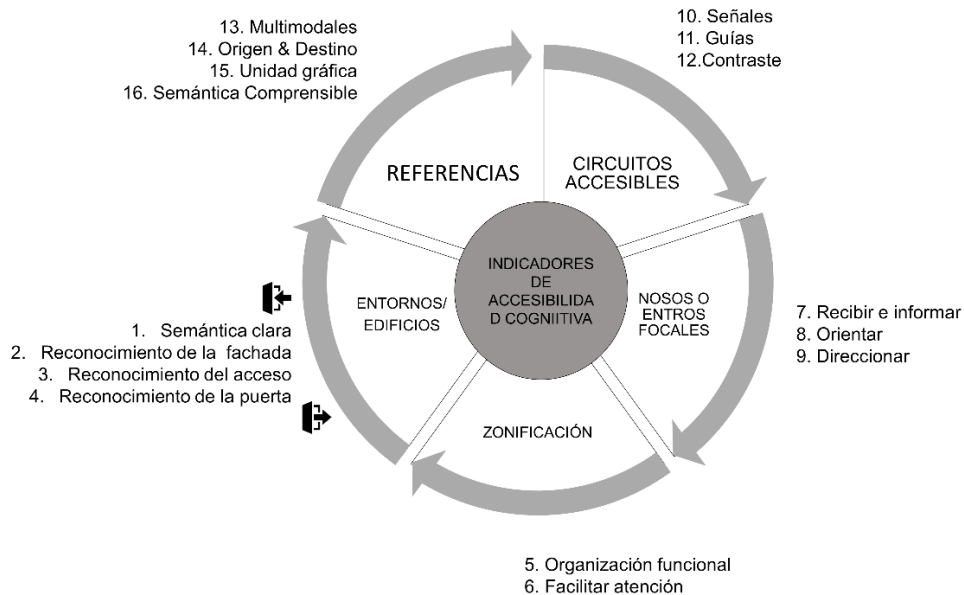 13. Multimodales
14. Origen & Destino
15. Unidad gráfica
16. Semántica Comprensible
10. Señales
11. Guías
12.Contraste
REFERENCIAS
CIRCUITOS
ACCESIBLES
INDICADORES
DE
ACCESIBILIDA
D COGNIITIVA
ENTORNOS/
EDIFICIOS
NOSOS O
ENTROS
FOCALES
7. Recibir e informar
8. Orientar
9. Direccionar
1. Semántica clara
2. Reconocimiento de la fachada
3. Reconocimiento del acceso
4. Reconocimiento de la puerta
ZONIFICACIÓN
5. Organización funcional
6. Facilitar atención